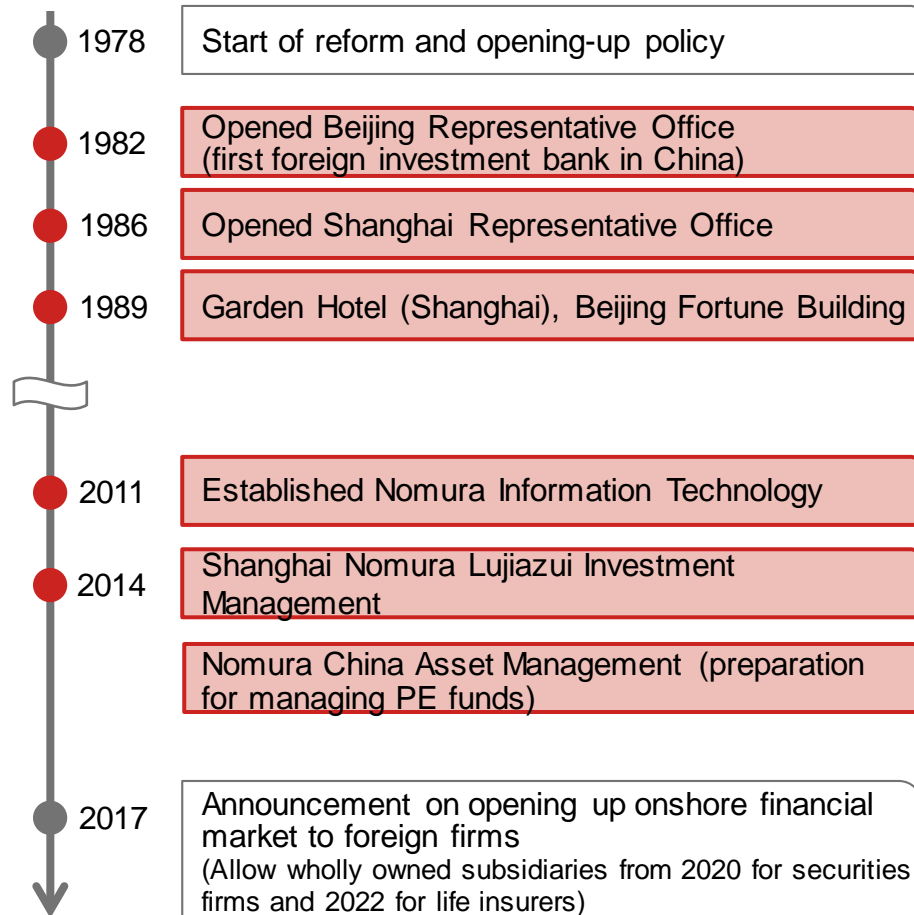 1978
Start of reform and opening-up policy
1982
Opened Beijing Representative Office
(first foreign investment bank in China)
1986
Opened Shanghai Representative Office
1989
Garden Hotel (Shanghai), Beijing Fortune Building
2011
Established Nomura Information Technology
2014
Shanghai Nomura Lujiazui Investment
Management
Nomura China Asset Management (preparation
for managing PE funds)
2017
Announcement on opening up onshore financial
market to foreign firms
(Allow wholly owned subsidiaries from 2020 for securities
firms and 2022 for life insurers)